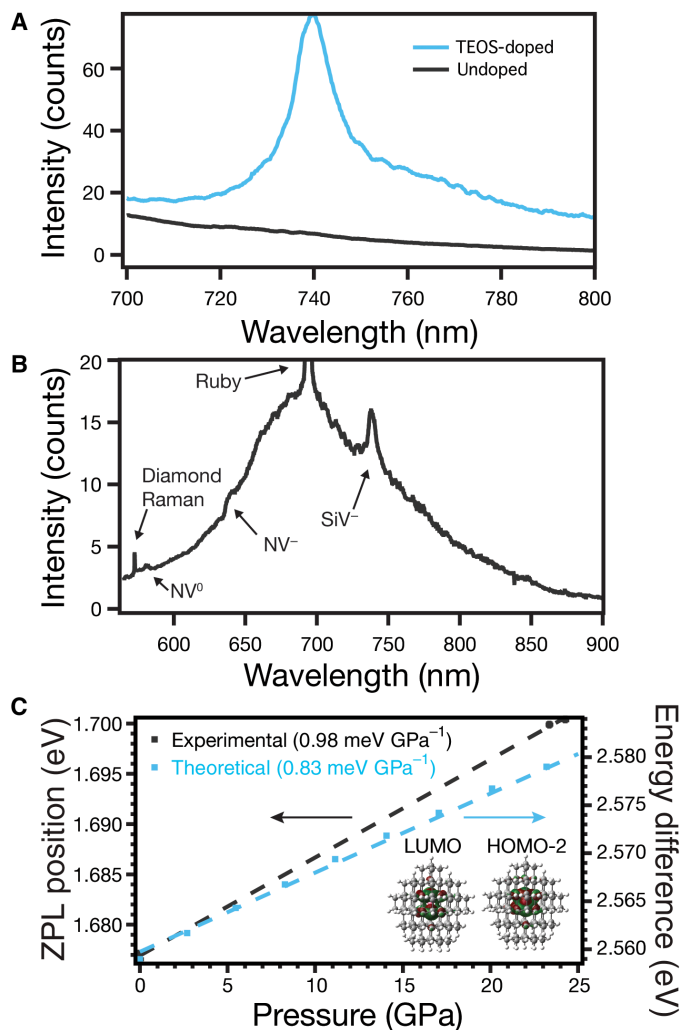 A
Intensity (counts)
60
40
20
0
TEOS-doped
Undoped
700
720
740
760
780
800
Wavelength (nm)
B
Intensity (counts)
20
15
10
5
0
Ruby
Diamond
Raman
NV⁰
NV⁻
SiV⁻
600
650
700
750
800
850
900
Wavelength (nm)
C
ZPL position (eV)
1.700
1.695
1.690
1.685
1.680
Experimental (0.98 meV GPa⁻¹)
Theoretical (0.83 meV GPa⁻¹)
LUMO
HOMO-2
2.580
2.575
2.570
2.565
2.560
Energy difference (eV)
0
5
10
15
20
25
Pressure (GPa)